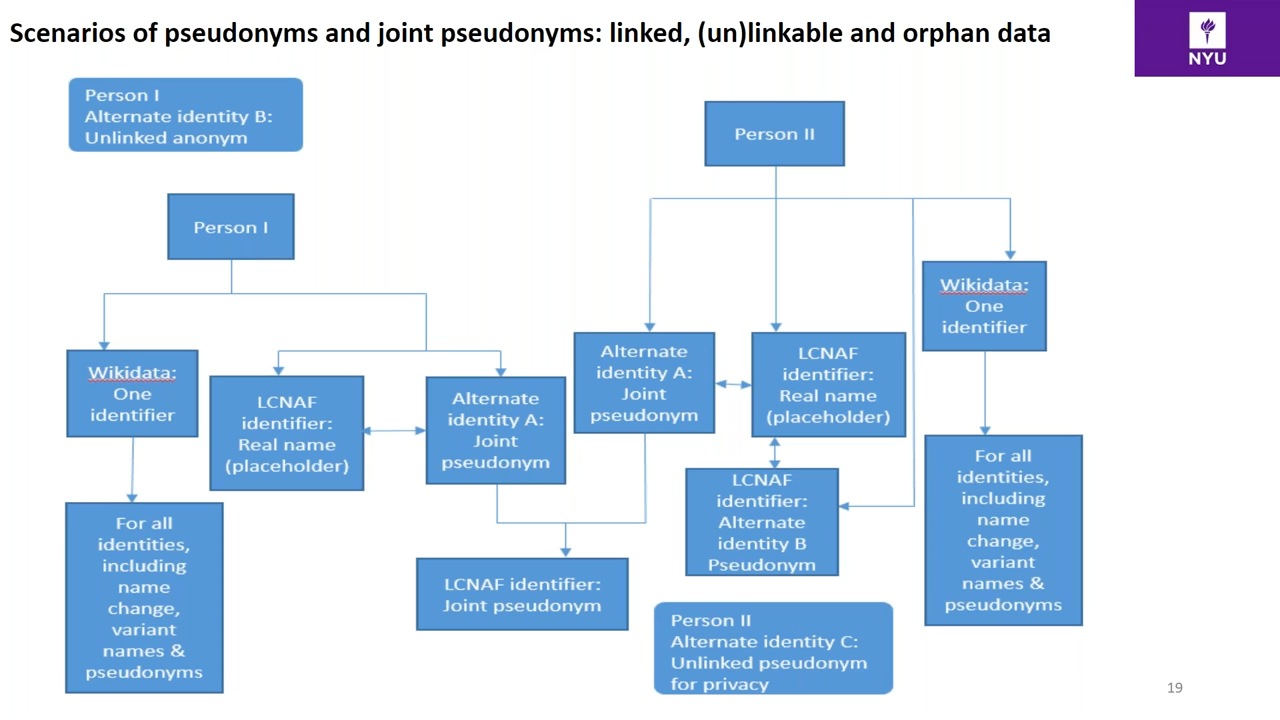 Scenarios of pseudonyms and joint pseudonyms: linked, (un)linkable and orphan data
NYU
Person I
Alternate identity B:
Unlinked anonym
Person I
Wikidata:
One
identifier
For all
identities,
including
name
change,
variant
names &
pseudonyms
LCNAF
identifier:
Real name
(placeholder)
Alternate
identity A:
Joint
pseudonym
LCNAF identifier:
Joint pseudonym
Person II
Alternate
identity A:
Joint
pseudonym
LCNAF
identifier:
Real name
(placeholder)
LCNAF
identifier:
Alternate
identity B
Pseudonym
Wikidata:
One
identifier
For all
identities,
including
name
change,
variant
names &
pseudonyms
Person II
Alternate identity C:
Unlinked pseudonym
for privacy
19